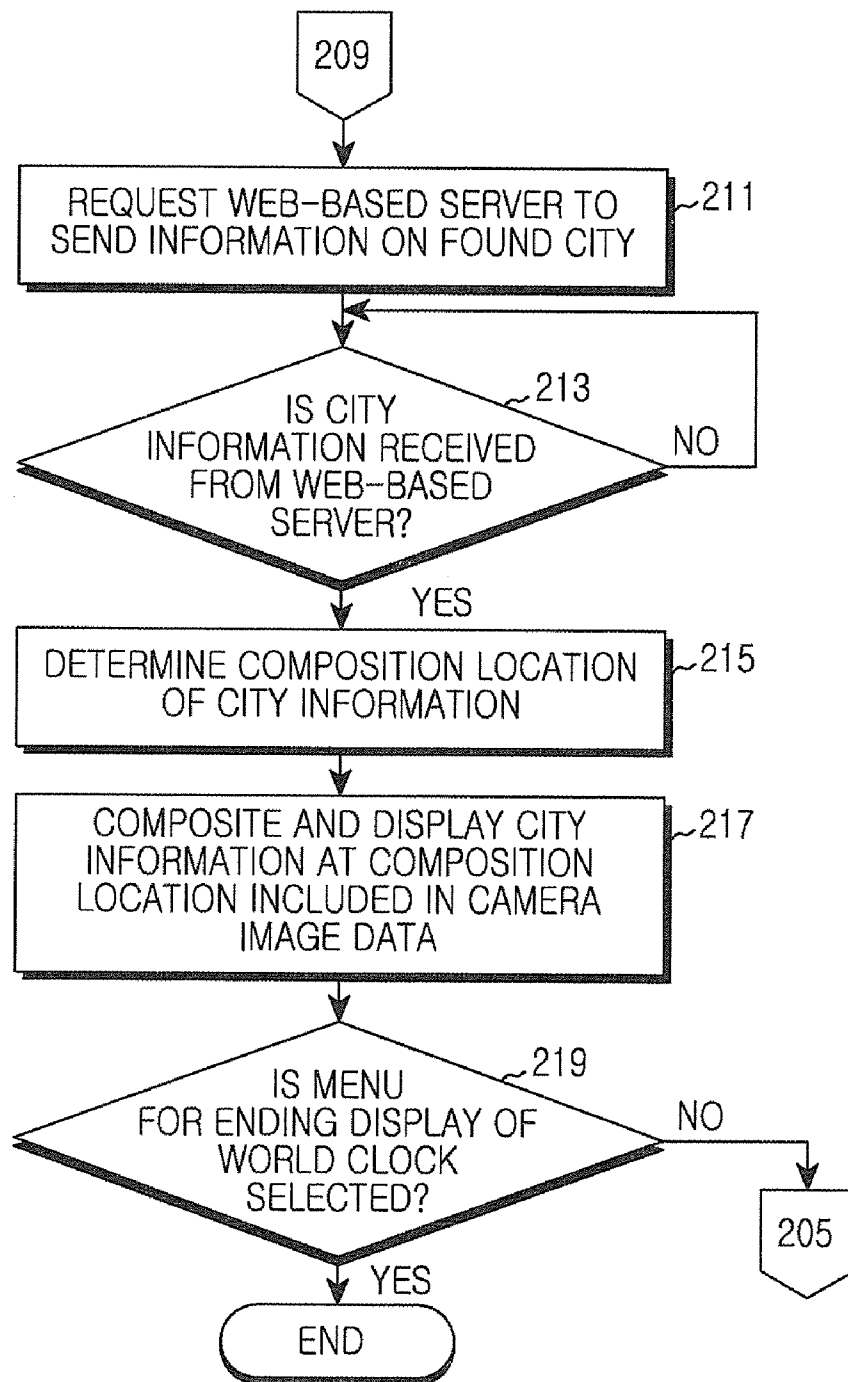 209
REQUEST WEB-BASED SERVER TO
SEND INFORMATION ON FOUND CITY
211
IS CITY
INFORMATION RECEIVED
FROM WEB-BASED
SERVER?
213
NO
YES
DETERMINE COMPOSITION LOCATION
OF CITY INFORMATION
215
COMPOSITE AND DISPLAY CITY
INFORMATION AT COMPOSITION
LOCATION INCLUDED IN CAMERA
IMAGE DATA
217
IS MENU
FOR ENDING DISPLAY OF
WORLD CLOCK
SELECTED?
219
NO
205
YES
END